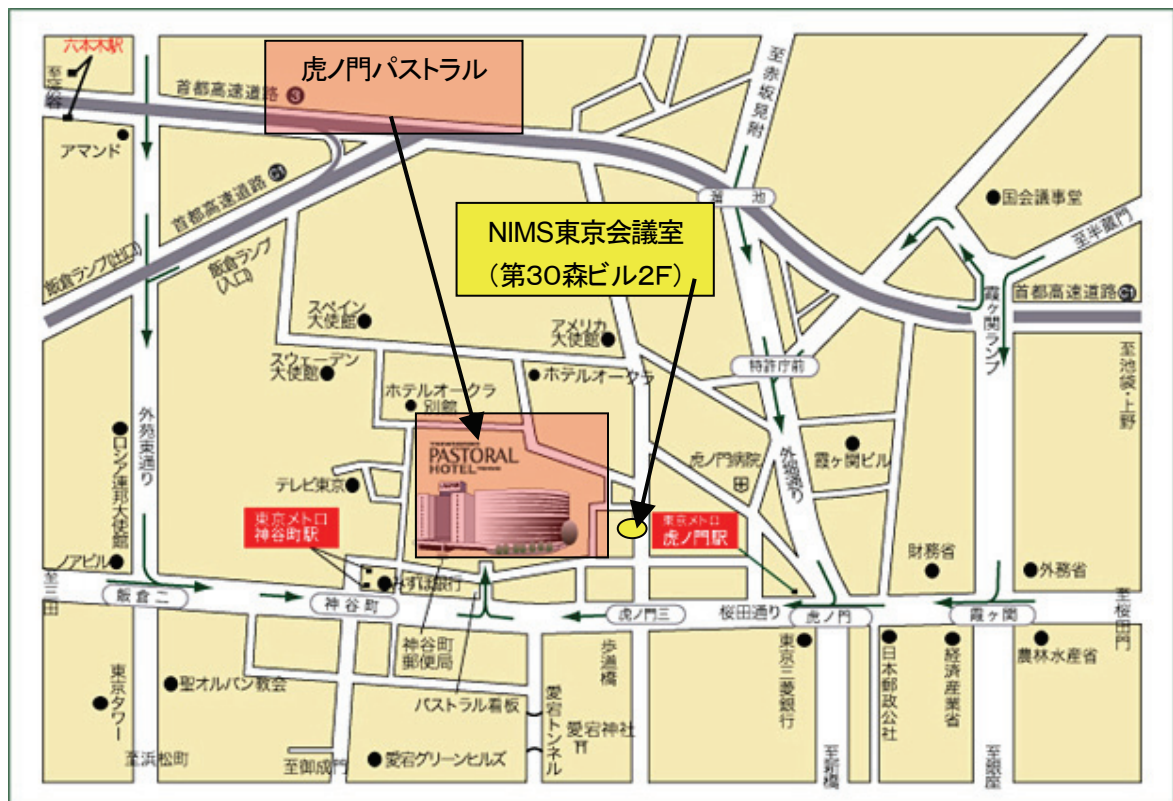 六本木駅
至渋谷
アマンド
首都高速道路 3
虎ノ門パストラル
至赤坂見附
首都高速道路 C1
飯倉ランプ(出口)
飯倉ランプ
(入口)
溜池
国会議事堂
至半蔵門
NIMS東京会議室
(第30森ビル2F)
首都高速道路 C1
霞ヶ関ランプ
至池袋・上野
スペイン
大使館
アメリカ
大使館
スウェーデン
大使館
ホテルオークラ
ホテルオークラ
別館
特許庁前
外苑東通り
ロシア連邦大使館
PASTORAL
HOTEL
虎ノ門病院
外堀通り
霞ヶ関ビル
テレビ東京
東京メトロ
神谷町駅
東京メトロ
虎ノ門駅
財務省
外務省
ノアビル
みずほ銀行
至三田
飯倉二
神谷町
虎ノ門三
桜田通り
虎ノ門
霞ヶ関
至桜田門
神谷町
郵便局
歩道橋
東京三菱銀行
日本郵政公社
経済産業省
農林水産省
東京タワー
聖オルバン教会
パストラル看板
愛宕トンネル
愛宕神社
至浜松町
至御成門
愛宕グリーンヒルズ
至新橋
至銀座